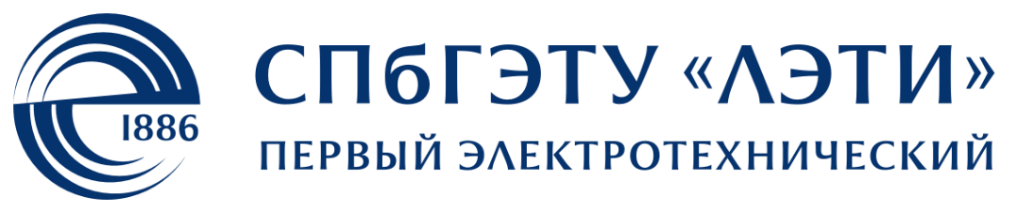 1886
СПбГЭТУ «ЛЭТИ»
ПЕРВЫЙ ЭЛЕКТРОТЕХНИЧЕСКИЙ